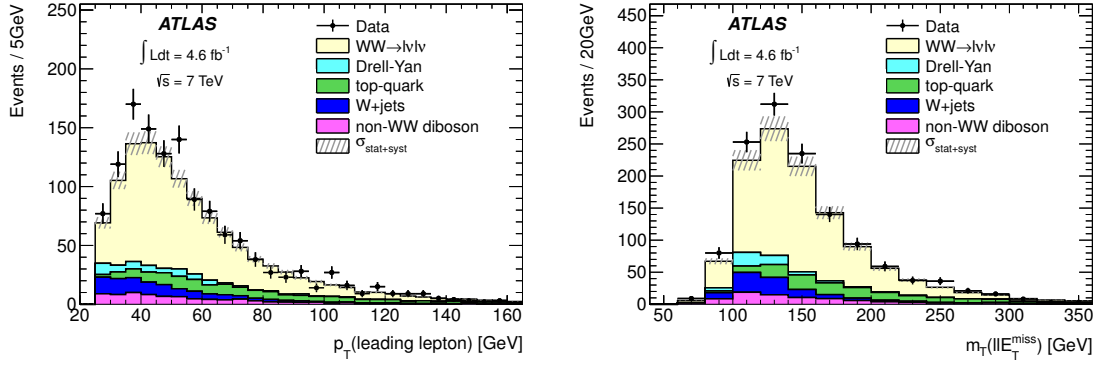 ATLAS
∫ Ldt = 4.6 fb⁻¹
√s = 7 TeV
Data
WW→lνlν
Drell-Yan
top-quark
W+jets
non-WW diboson
σstat+syst
Events / 5GeV
250
200
150
100
50
0
20 40 60 80 100 120 140 160
pT(leading lepton) [GeV]
ATLAS
∫ Ldt = 4.6 fb⁻¹
√s = 7 TeV
Data
WW→lνlν
Drell-Yan
top-quark
W+jets
non-WW diboson
σstat+syst
Events / 20GeV
450
400
350
300
250
200
150
100
50
0
50 100 150 200 250 300 350
mT(llETmiss) [GeV]